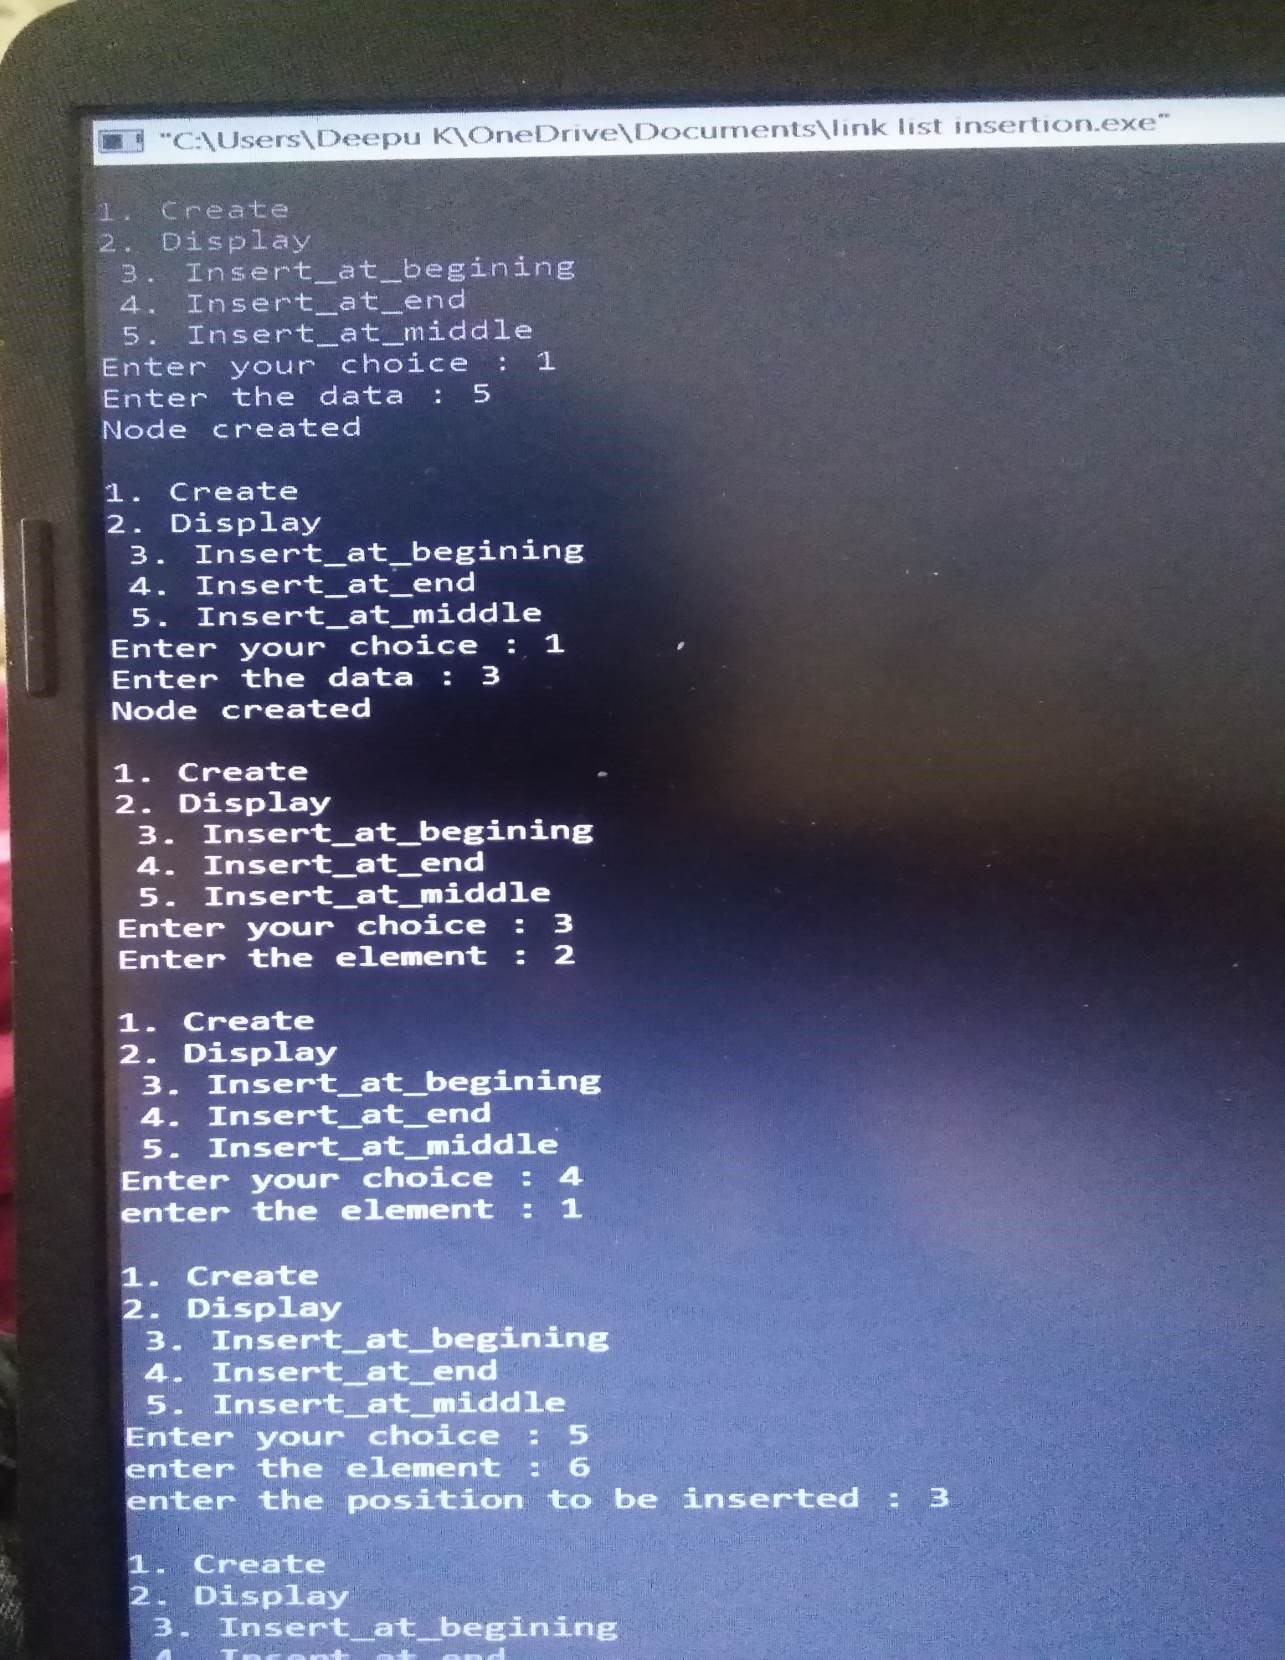 "C:\Users\Deepu K\OneDrive\Documents\link list insertion.exe"
1. Create
2. Display
3. Insert_at_begining
4. Insert_at_end
5. Insert_at_middle
Enter your choice : 1
Enter the data : 5
Node created
1. Create
2. Display
3. Insert_at_begining
4. Insert_at_end
5. Insert_at_middle
Enter your choice : 1
Enter the data : 3
Node created
1. Create
2. Display
3. Insert_at_begining
4. Insert_at_end
5. Insert_at_middle
Enter your choice : 3
Enter the element : 2
1. Create
2. Display
3. Insert_at_begining
4. Insert_at_end
5. Insert_at_middle
Enter your choice : 4
enter the element : 1
1. Create
2. Display
3. Insert_at_begining
4. Insert_at_end
5. Insert_at_middle
Enter your choice : 5
enter the element : 6
enter the position to be inserted : 3
1. Create
2. Display
3. Insert_at_begining
4. Insert_at_end